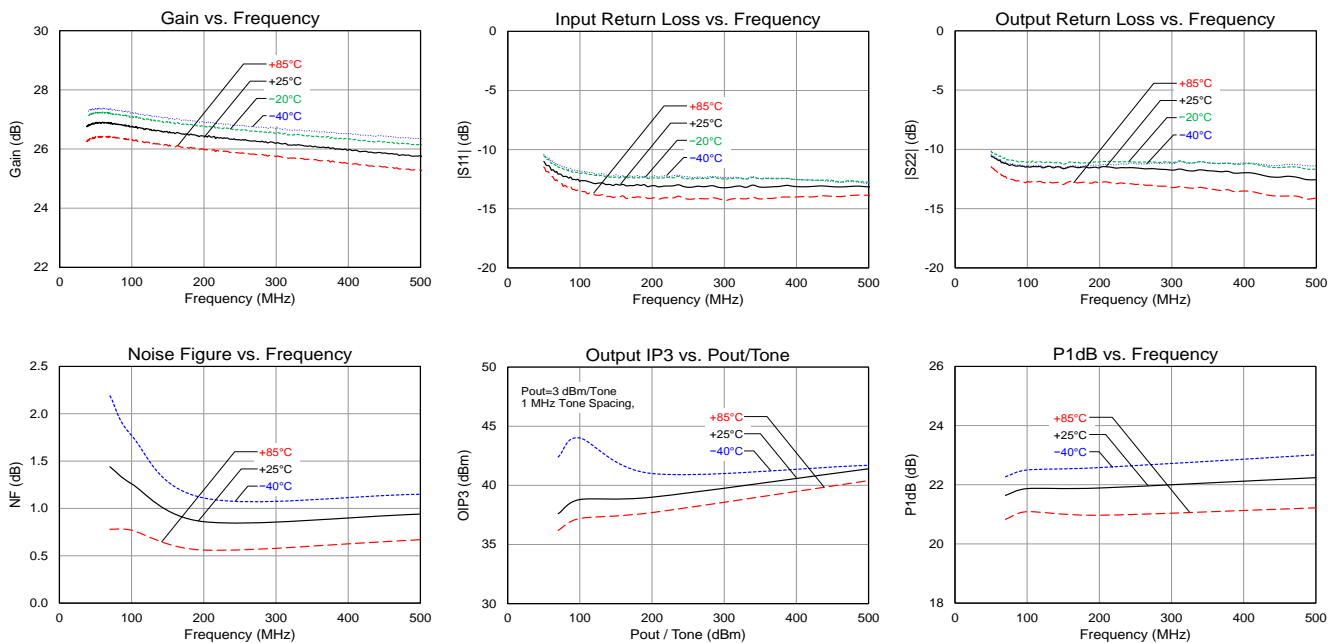 Gain vs. Frequency
30
28
26
24
22
Gain (dB)
+85°C
+25°C
−20°C
−40°C
0 100 200 300 400 500
Frequency (MHz)
Input Return Loss vs. Frequency
0
-5
-10
-15
-20
|S11| (dB)
+85°C
+25°C
−20°C
−40°C
0 100 200 300 400 500
Frequency (MHz)
Output Return Loss vs. Frequency
0
-5
-10
-15
-20
|S22| (dB)
+85°C
+25°C
−20°C
−40°C
0 100 200 300 400 500
Frequency (MHz)
Noise Figure vs. Frequency
2.5
2.0
1.5
1.0
0.5
0.0
NF (dB)
+85°C
+25°C
−40°C
0 100 200 300 400 500
Frequency (MHz)
Output IP3 vs. Pout/Tone
50
45
40
35
30
OIP3 (dBm)
Pout=3 dBm/Tone
1 MHz Tone Spacing,
+85°C
+25°C
−40°C
0 100 200 300 400 500
Pout / Tone (dBm)
P1dB vs. Frequency
26
24
22
20
18
P1dB (dB)
+85°C
+25°C
−40°C
0 100 200 300 400 500
Frequency (MHz)